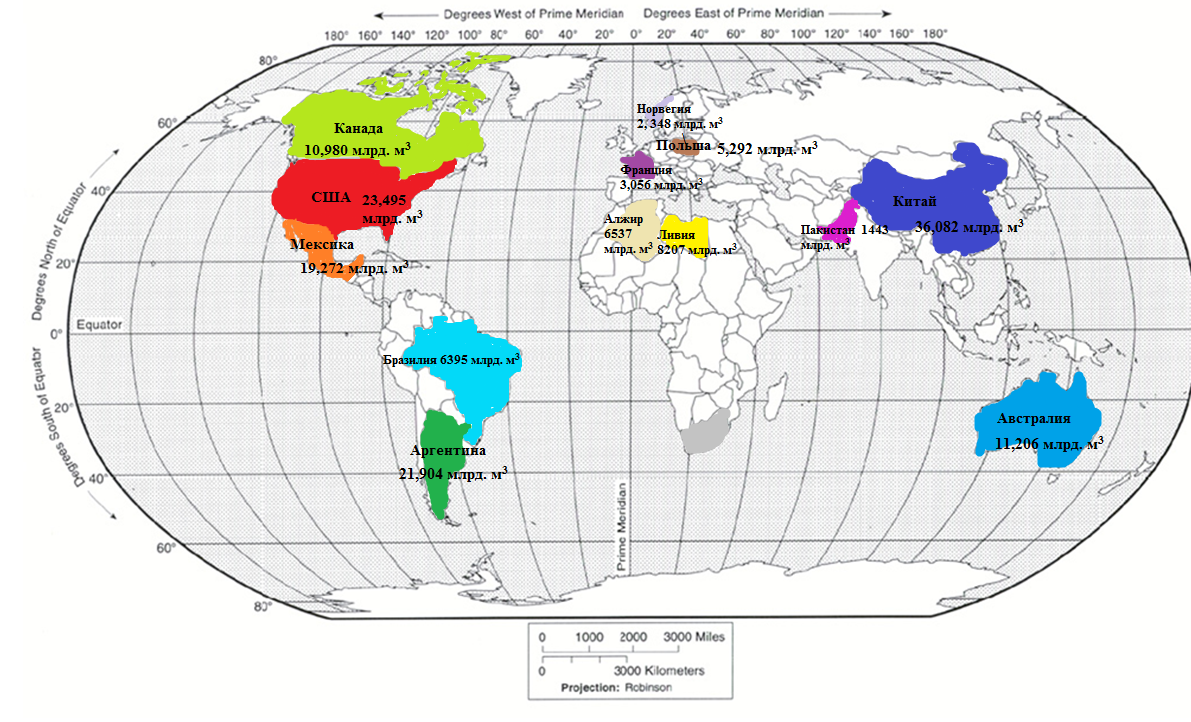 Degrees West of Prime Meridian Degrees East of Prime Meridian
180° 160° 140° 120° 100° 80° 60° 40° 20° 0° 20° 40° 60° 80° 100° 120° 140° 160° 180°
80°
60°
40°
20°
0°
20°
40°
60°
80°
Degrees North of Equator
Degrees South of Equator
Equator
Prime Meridian
Канада
10,980 млрд. м³
США 23,495
млрд. м³
Мексика
19,272 млрд. м³
Бразилия 6395 млрд. м³
Аргентина
21,904 млрд. м³
Норвегия
2, 348 млрд. м³
Польша 5,292 млрд. м³
Франция
3,056 млрд. м³
Алжир
6537
млрд. м³
Ливия
8207 млрд. м³
Пакистан 1443
млрд. м³
Китай
36,082 млрд. м³
Австралия
11,206 млрд. м³
0 1000 2000 3000 Miles
0 3000 Kilometers
Projection: Robinson